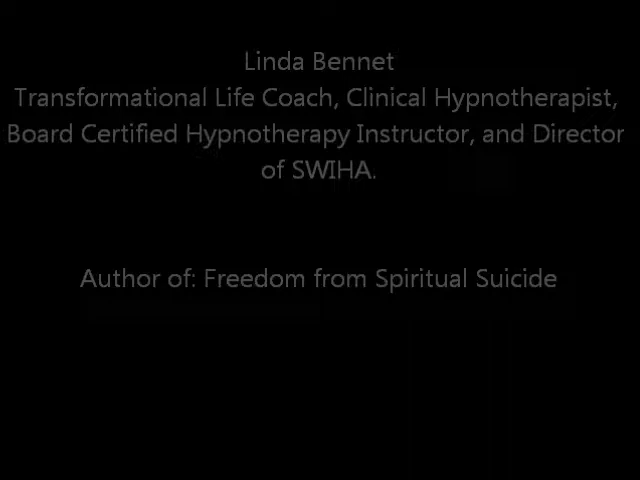 Linda Bennet
Transformational Life Coach, Clinical Hypnotherapist,
Board Certified Hypnotherapy Instructor, and Director
of SWIHA.
Author of: Freedom from Spiritual Suicide